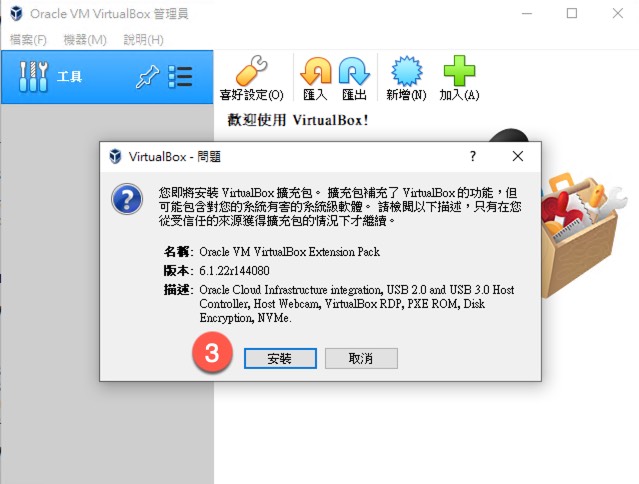 Oracle VM VirtualBox 管理員
檔案(F) 機器(M) 說明(H)
工具
喜好設定(O) 匯入 匯出 新增(N) 加入(A)
歡迎使用 VirtualBox!
VirtualBox - 問題
您即將安裝 VirtualBox 擴充包。 擴充包補充了 VirtualBox 的功能，但
可能包含對您的系統有害的系統級軟體。 請檢閱以下描述，只有在您
從受信任的來源獲得擴充包的情況下才繼續。
名稱: Oracle VM VirtualBox Extension Pack
版本: 6.1.22r144080
描述: Oracle Cloud Infrastructure integration, USB 2.0 and USB 3.0 Host
Controller, Host Webcam, VirtualBox RDP, PXE ROM, Disk
Encryption, NVMe.
3 安裝 取消